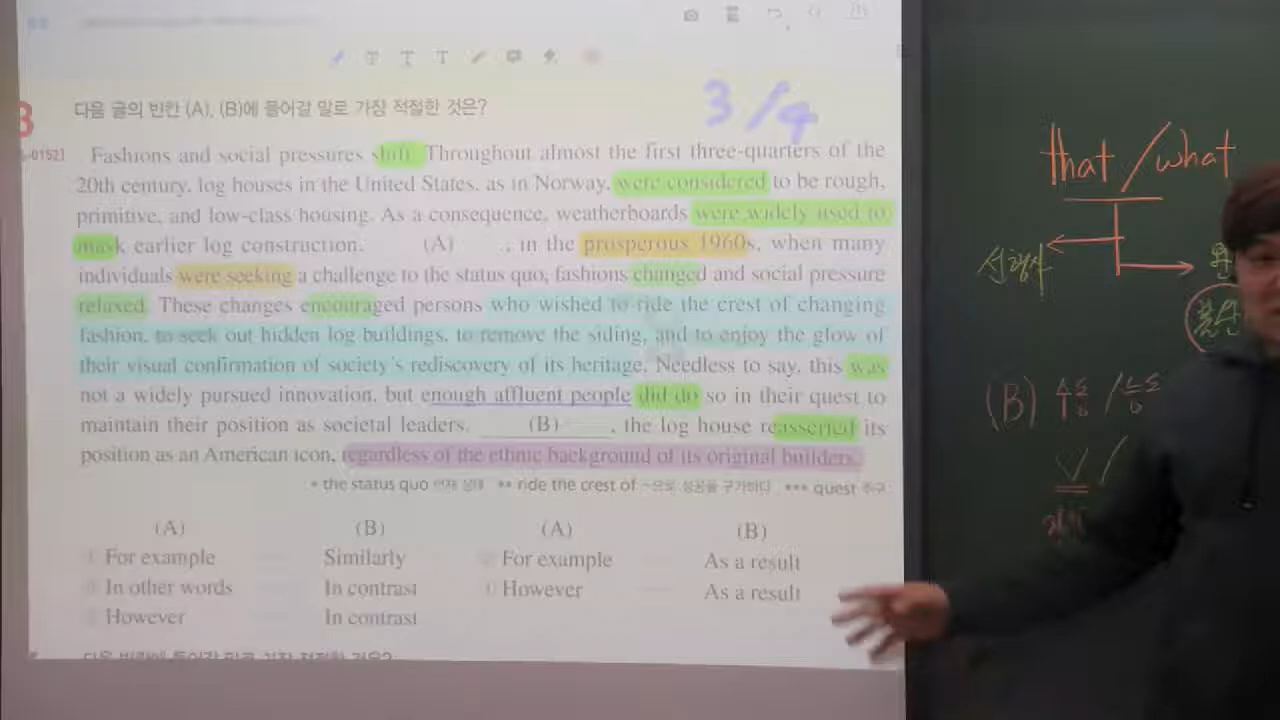 3/4
3
다음 글의 빈칸 (A), (B)에 들어갈 말로 가장 적절한 것은?
-0152]
Fashions and social pressures shift. Throughout almost the first three-quarters of the
20th century, log houses in the United States, as in Norway, were considered to be rough,
primitive, and low-class housing. As a consequence, weatherboards were widely used to
mask earlier log construction. (A) , in the prosperous 1960s, when many
individuals were seeking a challenge to the status quo, fashions changed and social pressure
relaxed. These changes encouraged persons who wished to ride the crest of changing
fashion, to seek out hidden log buildings, to remove the siding, and to enjoy the glow of
their visual confirmation of society's rediscovery of its heritage. Needless to say, this was
not a widely pursued innovation, but enough affluent people did do so in their quest to
maintain their position as societal leaders. (B) , the log house reasserted its
position as an American icon, regardless of the ethnic background of its original builders.
* the status quo 현재 상태 ** ride the crest of ~으로 성공을 구가하다 *** quest 추구
(A) (B) (A) (B)
For example Similarly For example As a result
In other words In contrast However As a result
However In contrast
that / what
선행사
(B)